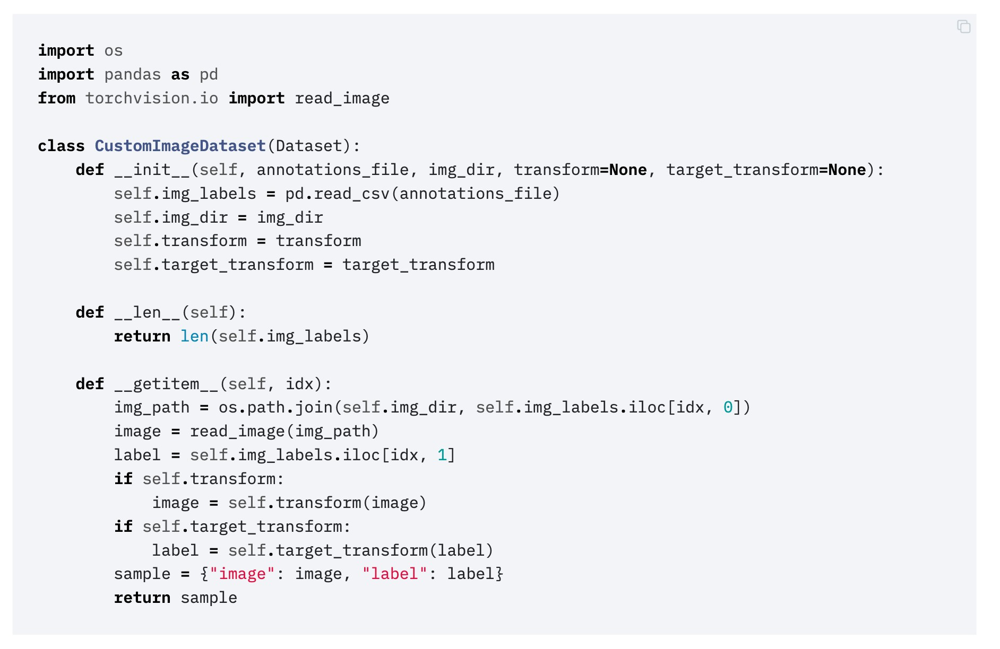 import os
import pandas as pd
from torchvision.io import read_image
class CustomImageDataset(Dataset):
    def __init__(self, annotations_file, img_dir, transform=None, target_transform=None):
        self.img_labels = pd.read_csv(annotations_file)
        self.img_dir = img_dir
        self.transform = transform
        self.target_transform = target_transform
    def __len__(self):
        return len(self.img_labels)
    def __getitem__(self, idx):
        img_path = os.path.join(self.img_dir, self.img_labels.iloc[idx, 0])
        image = read_image(img_path)
        label = self.img_labels.iloc[idx, 1]
        if self.transform:
            image = self.transform(image)
        if self.target_transform:
            label = self.target_transform(label)
        sample = {"image": image, "label": label}
        return sample